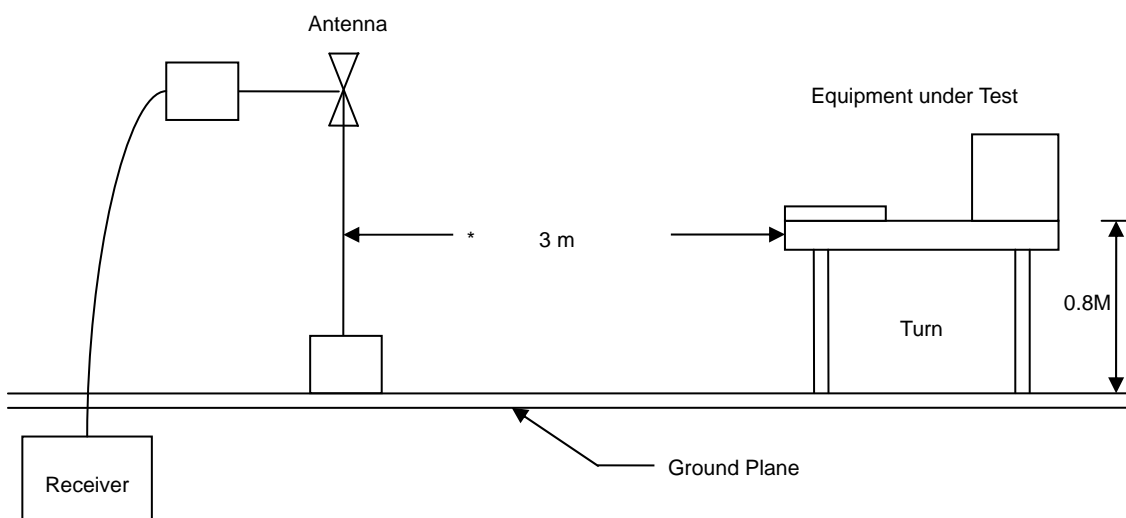 Antenna
Equipment under Test
* 3 m
0.8M
Turn
Ground Plane
Receiver